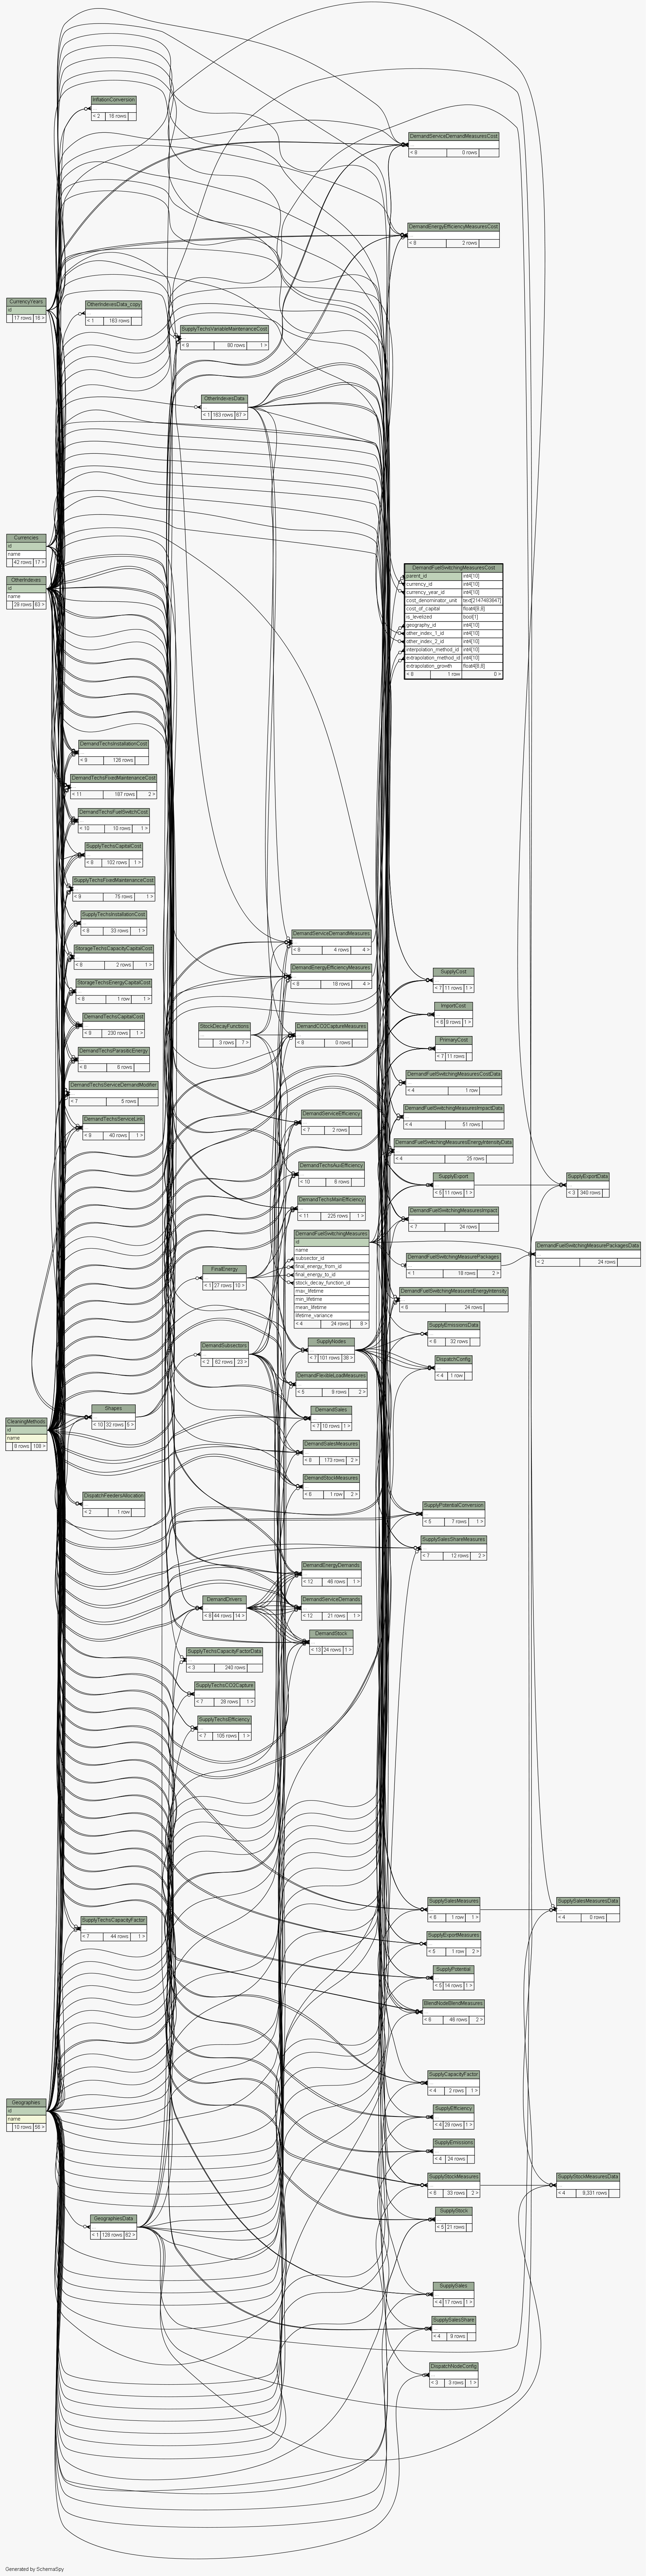 InflationConversion
< 2 16 rows
DemandServiceDemandMeasuresCost
< 8 0 rows
DemandEnergyEfficiencyMeasuresCost
< 8 2 rows
CurrencyYears
id
17 rows 16 >
OtherIndexesData_copy
< 1 163 rows
SupplyTechsVariableMaintenanceCost
< 9 80 rows 1 >
OtherIndexesData
< 1 163 rows 67 >
Currencies
id
name
42 rows 17 >
OtherIndexes
id
name
28 rows 63 >
DemandFuelSwitchingMeasuresCost
parent_id int4[10]
currency_id int4[10]
currency_year_id int4[10]
cost_denominator_unit text[2147483647]
cost_of_capital float4[8,8]
is_levelized bool[1]
geography_id int4[10]
other_index_1_id int4[10]
other_index_2_id int4[10]
interpolation_method_id int4[10]
extrapolation_method_id int4[10]
extrapolation_growth float4[8,8]
< 8 1 row 0 >
DemandTechsInstallationCost
< 8 126 rows
DemandTechsFixedMaintenanceCost
< 11 187 rows 2 >
DemandTechsFuelSwitchCost
< 10 10 rows 1 >
SupplyTechsCapitalCost
< 8 102 rows 1 >
SupplyTechsFixedMaintenanceCost
< 9 75 rows 1 >
SupplyTechsInstallationCost
< 8 33 rows 1 >
StorageTechsCapacityCapitalCost
< 8 2 rows 1 >
StorageTechsEnergyCapitalCost
< 8 1 row 1 >
DemandTechsCapitalCost
< 9 230 rows 1 >
DemandTechsParasiticEnergy
< 8 6 rows
DemandTechsServiceDemandModifier
< 7 5 rows
DemandTechsServiceLink
< 9 40 rows 1 >
DemandServiceDemandMeasures
< 8 4 rows 4 >
DemandEnergyEfficiencyMeasures
< 8 18 rows 4 >
StockDecayFunctions
3 rows 7 >
DemandCO2CaptureMeasures
< 8 0 rows
DemandServiceEfficiency
< 7 2 rows
DemandTechsAuxEfficiency
< 10 8 rows
DemandTechsMainEfficiency
< 11 226 rows 1 >
DemandFuelSwitchingMeasures
id
name
subsector_id
final_energy_from_id
final_energy_to_id
stock_decay_function_id
max_lifetime
min_lifetime
mean_lifetime
lifetime_variance
< 4 24 rows 8 >
SupplyCost
< 7 11 rows 1 >
ImportCost
< 6 9 rows 1 >
PrimaryCost
< 7 11 rows
DemandFuelSwitchingMeasuresCostData
< 4 1 row
DemandFuelSwitchingMeasuresImpactData
< 4 51 rows
DemandFuelSwitchingMeasuresEnergyIntensityData
< 4 25 rows
SupplyExport
< 5 11 rows 1 >
SupplyExportData
< 3 340 rows
DemandFuelSwitchingMeasuresImpact
< 7 24 rows
DemandFuelSwitchingMeasurePackages
< 1 18 rows 2 >
DemandFuelSwitchingMeasurePackagesData
< 2 24 rows
DemandFuelSwitchingMeasuresEnergyIntensity
< 6 24 rows
SupplyEmissionsData
< 6 32 rows
DispatchConfig
< 4 1 row
FinalEnergy
< 1 27 rows 10 >
SupplyNodes
< 7 101 rows 38 >
DemandSubsectors
< 2 62 rows 23 >
DemandFlexibleLoadMeasures
< 5 9 rows 2 >
DemandSales
< 7 10 rows 1 >
DemandSalesMeasures
< 8 173 rows 2 >
DemandStockMeasures
< 6 1 row 2 >
Shapes
< 10 32 rows 5 >
CleaningMethods
id
name
8 rows 108 >
DispatchFeedersAllocation
< 2 1 row
SupplyPotentialConversion
< 5 7 rows 1 >
SupplySalesShareMeasures
< 7 12 rows 2 >
DemandEnergyDemands
< 12 46 rows 1 >
DemandDrivers
< 8 44 rows 14 >
DemandServiceDemands
< 12 21 rows 1 >
DemandStock
< 13 24 rows 1 >
SupplyTechsCapacityFactorData
< 3 240 rows
SupplyTechsCO2Capture
< 7 28 rows 1 >
SupplyTechsEfficiency
< 7 105 rows 1 >
SupplyTechsCapacityFactor
< 7 44 rows 1 >
SupplySalesMeasures
< 8 1 row 1 >
SupplySalesMeasuresData
< 4 0 rows
SupplyExportMeasures
< 5 1 row 2 >
SupplyPotential
< 5 14 rows 1 >
BlendNodeBlendMeasures
< 8 46 rows 2 >
SupplyCapacityFactor
< 4 2 rows 1 >
SupplyEfficiency
< 4 29 rows 1 >
SupplyEmissions
< 4 24 rows
SupplyStockMeasures
< 8 33 rows 2 >
SupplyStockMeasuresData
< 4 8,331 rows
SupplyStock
< 5 21 rows
Geographies
id
name
10 rows 56 >
GeographiesData
< 1 128 rows 62 >
SupplySales
< 4 17 rows 1 >
SupplySalesShare
< 4 9 rows
DispatchNodeConfig
< 3 3 rows 1 >
Generated by SchemaSpy